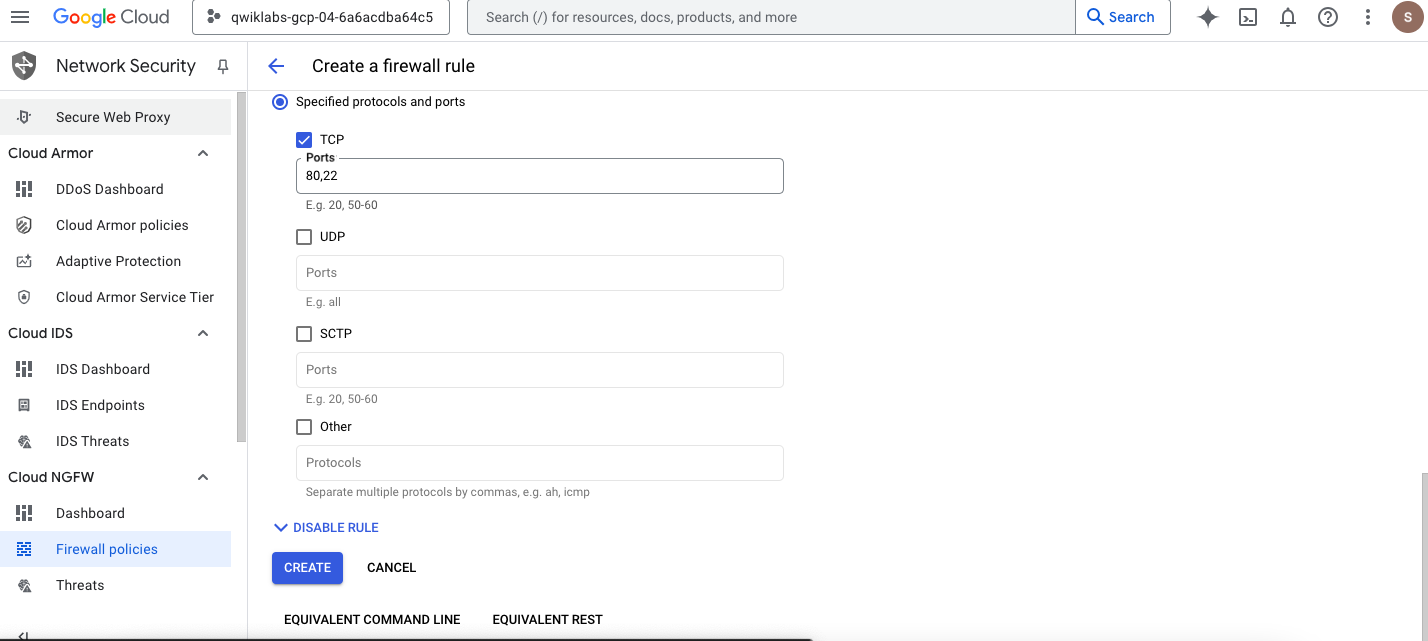 Google Cloud
qwiklabs-gcp-04-6a6acdba64c5
Search (/) for resources, docs, products, and more
Search
S
Network Security
Create a firewall rule
Secure Web Proxy
Cloud Armor
DDoS Dashboard
Cloud Armor policies
Adaptive Protection
Cloud Armor Service Tier
Cloud IDS
IDS Dashboard
IDS Endpoints
IDS Threats
Cloud NGFW
Dashboard
Firewall policies
Threats
Specified protocols and ports
TCP
Ports
80,22
E.g. 20, 50-60
UDP
Ports
E.g. all
SCTP
Ports
E.g. 20, 50-60
Other
Protocols
Separate multiple protocols by commas, e.g. ah, icmp
DISABLE RULE
CREATE CANCEL
EQUIVALENT COMMAND LINE EQUIVALENT REST